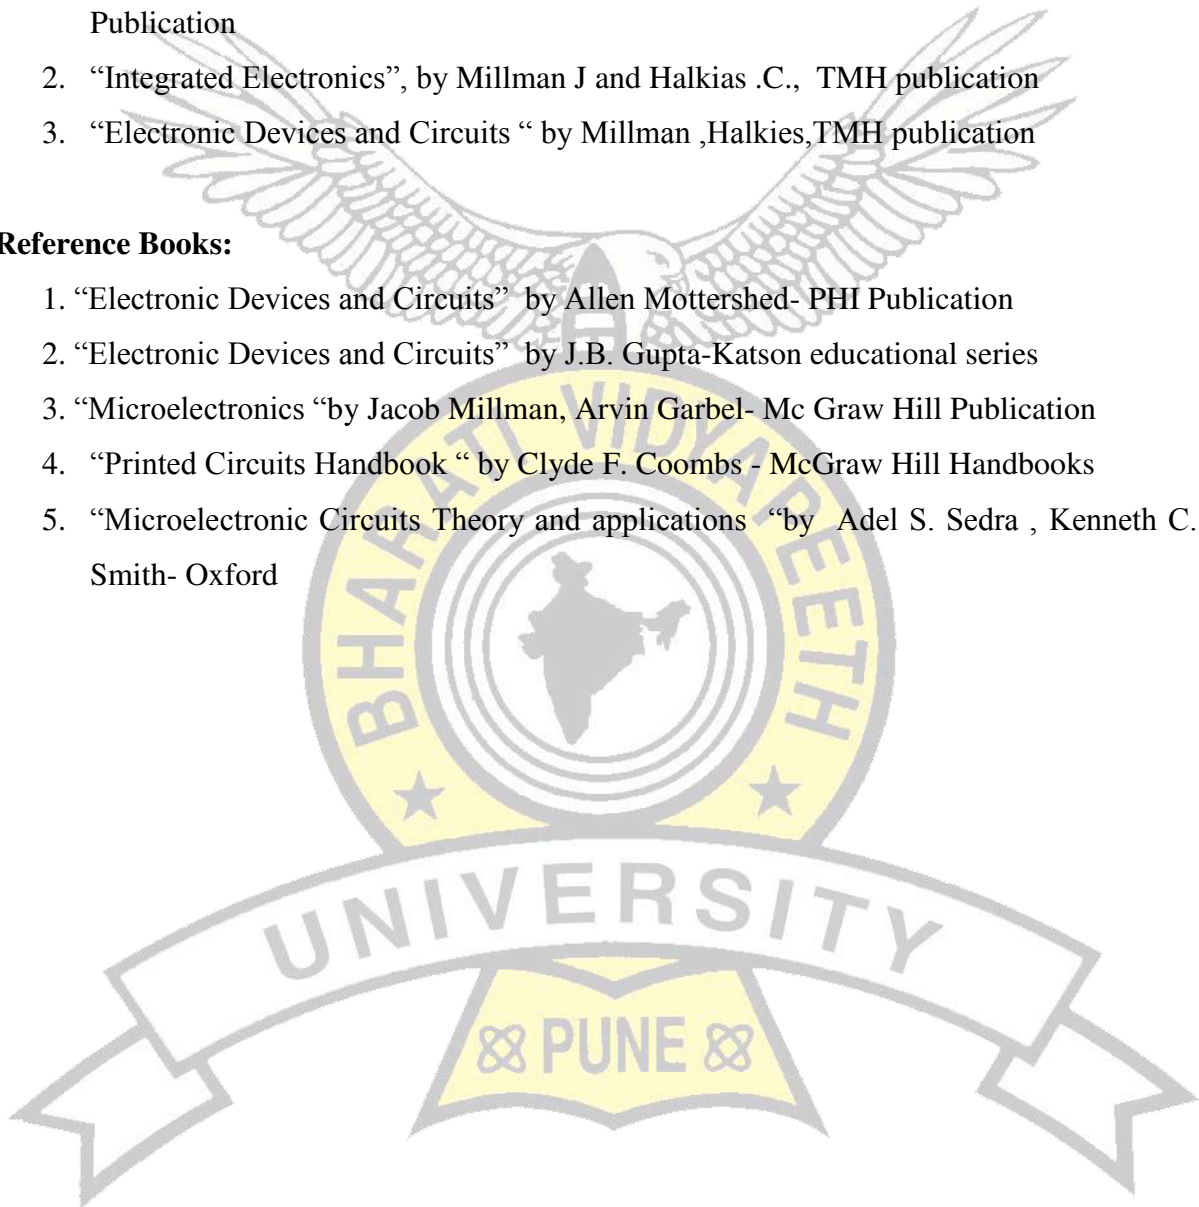 Publication
2. “Integrated Electronics”, by Millman J and Halkias .C., TMH publication
3. “Electronic Devices and Circuits “ by Millman ,Halkies,TMH publication
Reference Books:
1. “Electronic Devices and Circuits” by Allen Mottershed- PHI Publication
2. “Electronic Devices and Circuits” by J.B. Gupta-Katson educational series
3. “Microelectronics “by Jacob Millman, Arvin Garbel- Mc Graw Hill Publication
4. “Printed Circuits Handbook “ by Clyde F. Coombs - McGraw Hill Handbooks
5. “Microelectronic Circuits Theory and applications “by Adel S. Sedra , Kenneth C.
Smith- Oxford
BHARATI VIDYAPEETH
UNIVERSITY
PUNE